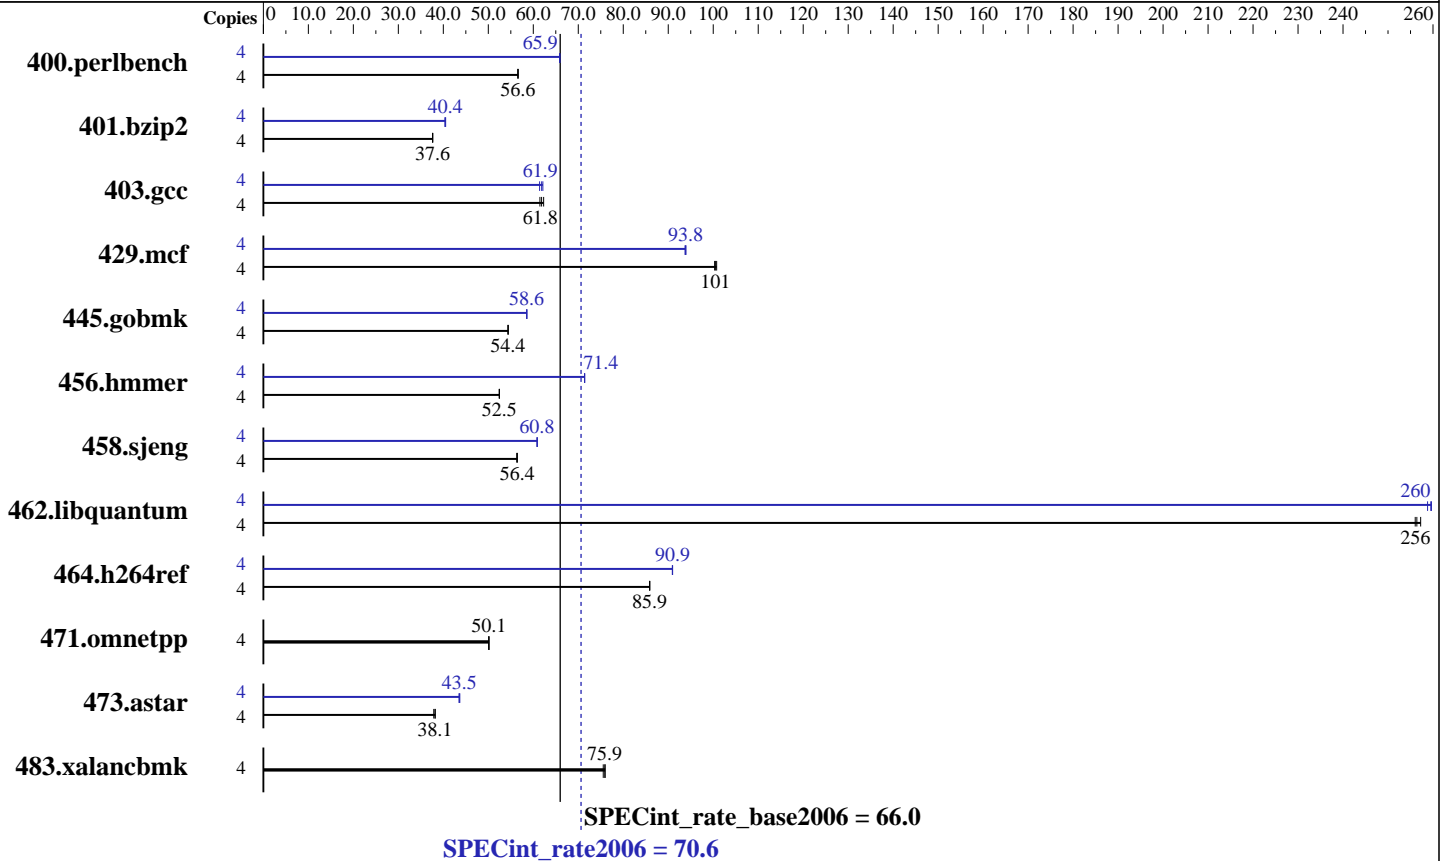 Copies 0 10.0 20.0 30.0 40.0 50.0 60.0 70.0 80.0 90.0 100 110 120 130 140 150 160 170 180 190 200 210 220 230 240 260
400.perlbench 4 65.9
4 56.6
401.bzip2 4 40.4
4 37.6
403.gcc 4 61.9
4 61.8
429.mcf 4 93.8
4 101
445.gobmk 4 58.6
4 54.4
456.hmmer 4 71.4
4 52.5
458.sjeng 4 60.8
4 56.4
462.libquantum 4 260
4 256
464.h264ref 4 90.9
4 85.9
471.omnetpp 4 50.1
473.astar 4 43.5
4 38.1
483.xalancbmk 4 75.9
SPECint_rate_base2006 = 66.0
SPECint_rate2006 = 70.6